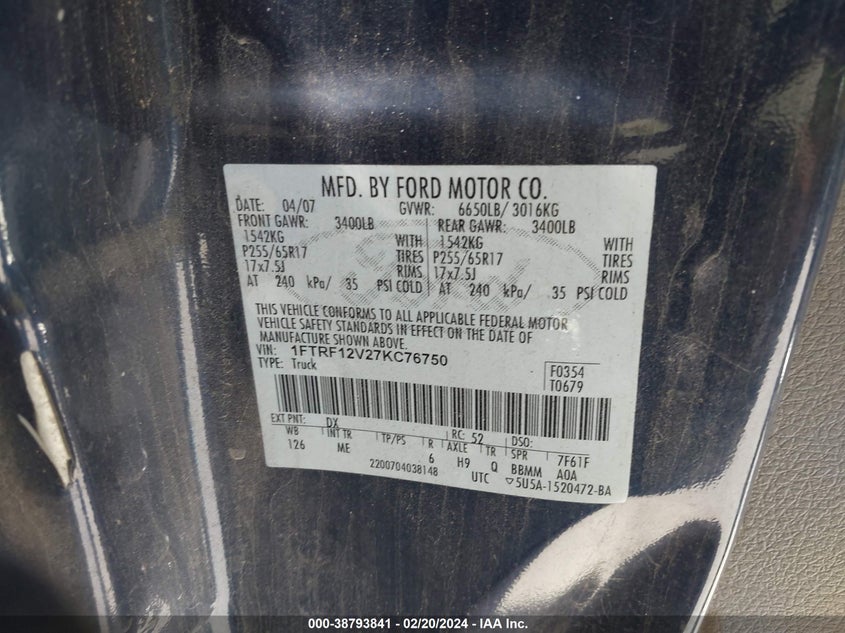 MFD. BY FORD MOTOR CO.
DATE: 04/07 GVWR: 6650LB/ 3016KG
FRONT GAWR: 3400LB REAR GAWR: 3400LB
1542KG WITH 1542KG WITH
P255/65R17 TIRES P255/65R17 TIRES
17x7.5J RIMS 17x7.5J RIMS
AT 240 kPa/ 35 PSI COLD AT 240 kPa/ 35 PSI COLD
THIS VEHICLE CONFORMS TO ALL APPLICABLE FEDERAL MOTOR
VEHICLE SAFETY STANDARDS IN EFFECT ON THE DATE OF
MANUFACTURE SHOWN ABOVE.
VIN: 1FTRF12V27KC76750
TYPE: Truck
F0354
T0679
EXT PNT: DX RC: 52 DSO:
WB INT TR TP/PS R AXLE TR SPR 7F61F
126 ME 6 H9 Q BBMM AOA
2200704038148 UTC ▽5U5A-1520472-BA
000-38793841 - 02/20/2024 - IAA Inc.